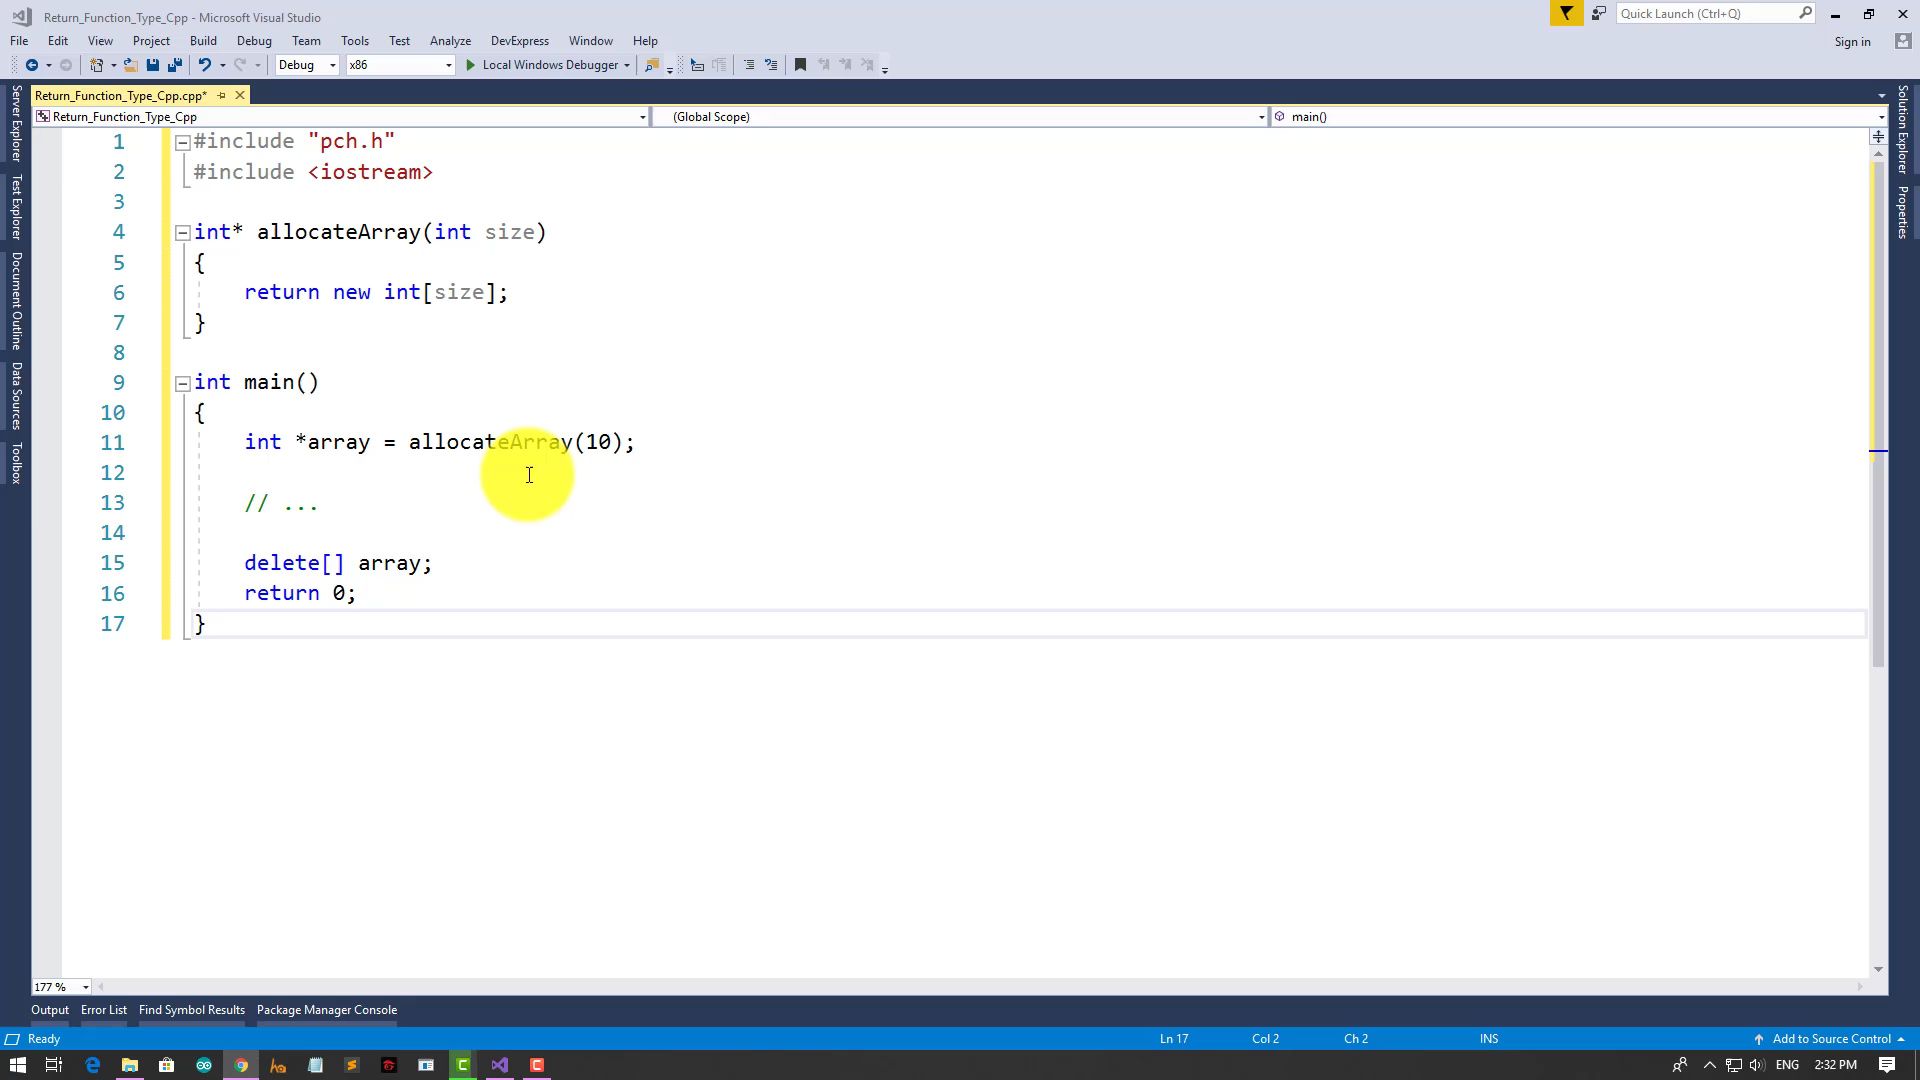 Return_Function_Type_Cpp - Microsoft Visual Studio
Quick Launch (Ctrl+Q)
File Edit View Project Build Debug Team Tools Test Analyze DevExpress Window Help
Sign in
Debug x86 Local Windows Debugger
Return_Function_Type_Cpp.cpp*
Return_Function_Type_Cpp (Global Scope) main()
Server Explorer
Test Explorer
Document Outline
Data Sources
Toolbox
Solution Explorer
Properties
1 #include "pch.h"
2 #include <iostream>
3
4 int* allocateArray(int size)
5 {
6 return new int[size];
7 }
8
9 int main()
10 {
11 int *array = allocateArray(10);
12
13 // ...
14
15 delete[] array;
16 return 0;
17 }
177 %
Output Error List Find Symbol Results Package Manager Console
Ready Ln 17 Col 2 Ch 2 INS Add to Source Control
ENG 2:32 PM